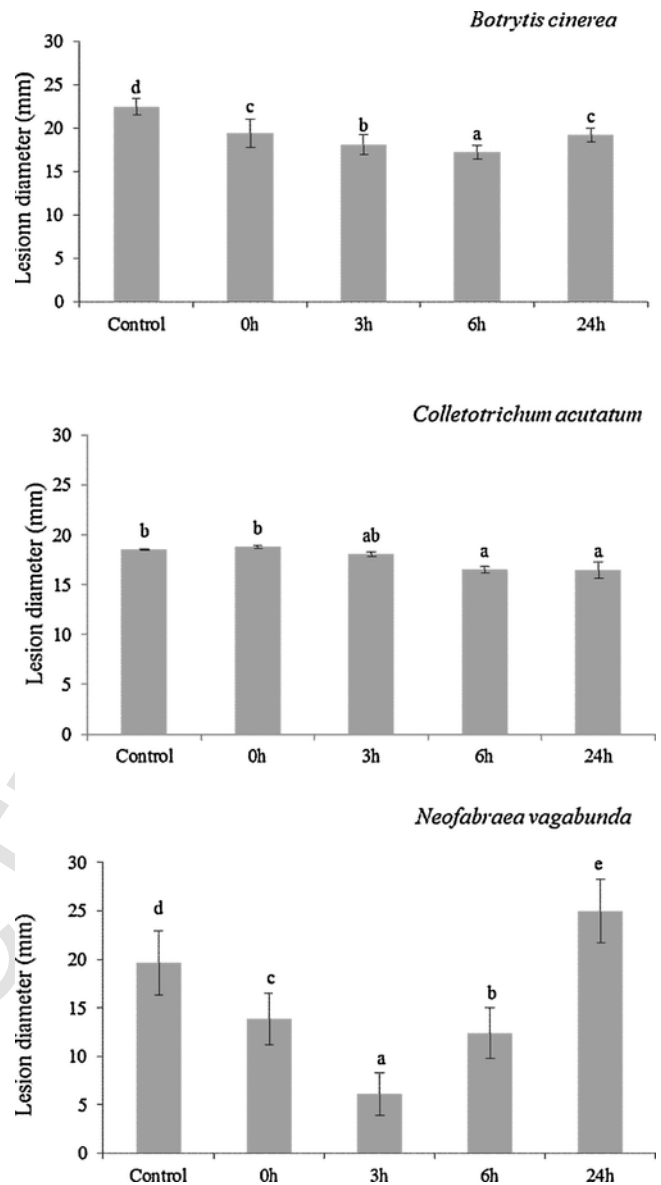 Botrytis cinerea
Lesionn diameter (mm)
30
25
20
15
10
5
0
d
c
b
a
c
Control 0h 3h 6h 24h
Colletotrichum acutatum
Lesion diameter (mm)
30
25
20
15
10
5
0
b
b
ab
a
a
Control 0h 3h 6h 24h
Neofabraea vagabunda
Lesion diameter (mm)
30
25
20
15
10
5
0
d
c
a
b
e
Control 0h 3h 6h 24h